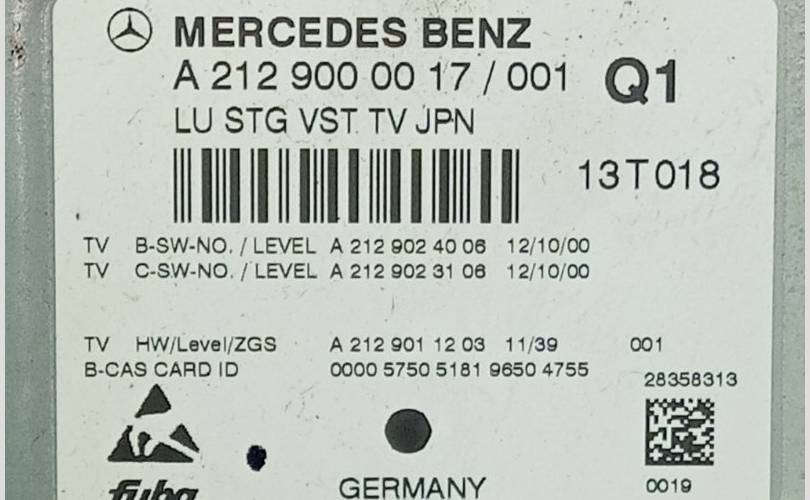 MERCEDES BENZ
A 212 900 00 17 / 001 Q1
LU STG VST TV JPN
13T018
TV B-SW-NO. / LEVEL A 212 902 40 06 12/10/00
TV C-SW-NO. / LEVEL A 212 902 31 06 12/10/00
TV HW/Level/ZGS A 212 901 12 03 11/39 001
B-CAS CARD ID 0000 5750 5181 9650 4755
28358313
fuba
GERMANY
0019